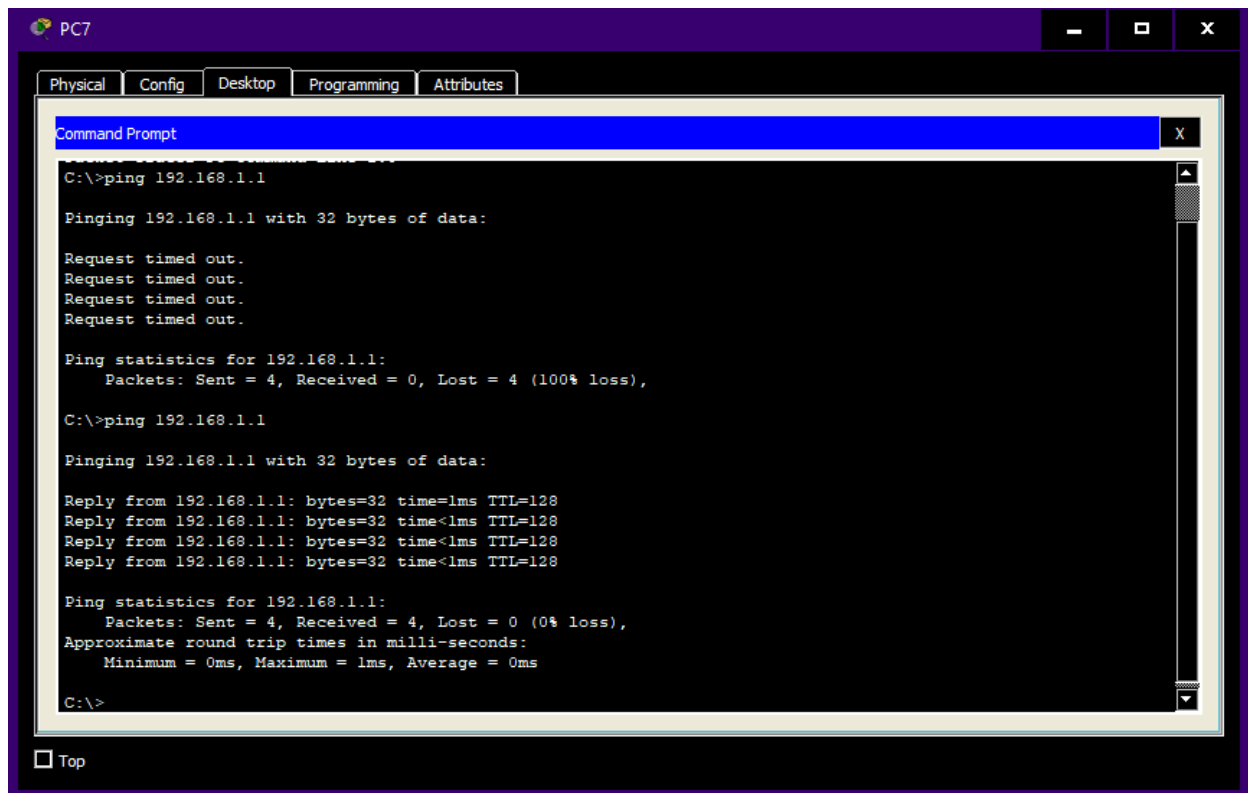 PC7
Physical Config Desktop Programming Attributes
Command Prompt X
C:\>ping 192.168.1.1
Pinging 192.168.1.1 with 32 bytes of data:
Request timed out.
Request timed out.
Request timed out.
Request timed out.
Ping statistics for 192.168.1.1:
Packets: Sent = 4, Received = 0, Lost = 4 (100% loss),
C:\>ping 192.168.1.1
Pinging 192.168.1.1 with 32 bytes of data:
Reply from 192.168.1.1: bytes=32 time=1ms TTL=128
Reply from 192.168.1.1: bytes=32 time<1ms TTL=128
Reply from 192.168.1.1: bytes=32 time<1ms TTL=128
Reply from 192.168.1.1: bytes=32 time<1ms TTL=128
Ping statistics for 192.168.1.1:
Packets: Sent = 4, Received = 4, Lost = 0 (0% loss),
Approximate round trip times in milli-seconds:
Minimum = 0ms, Maximum = 1ms, Average = 0ms
C:\>
Top